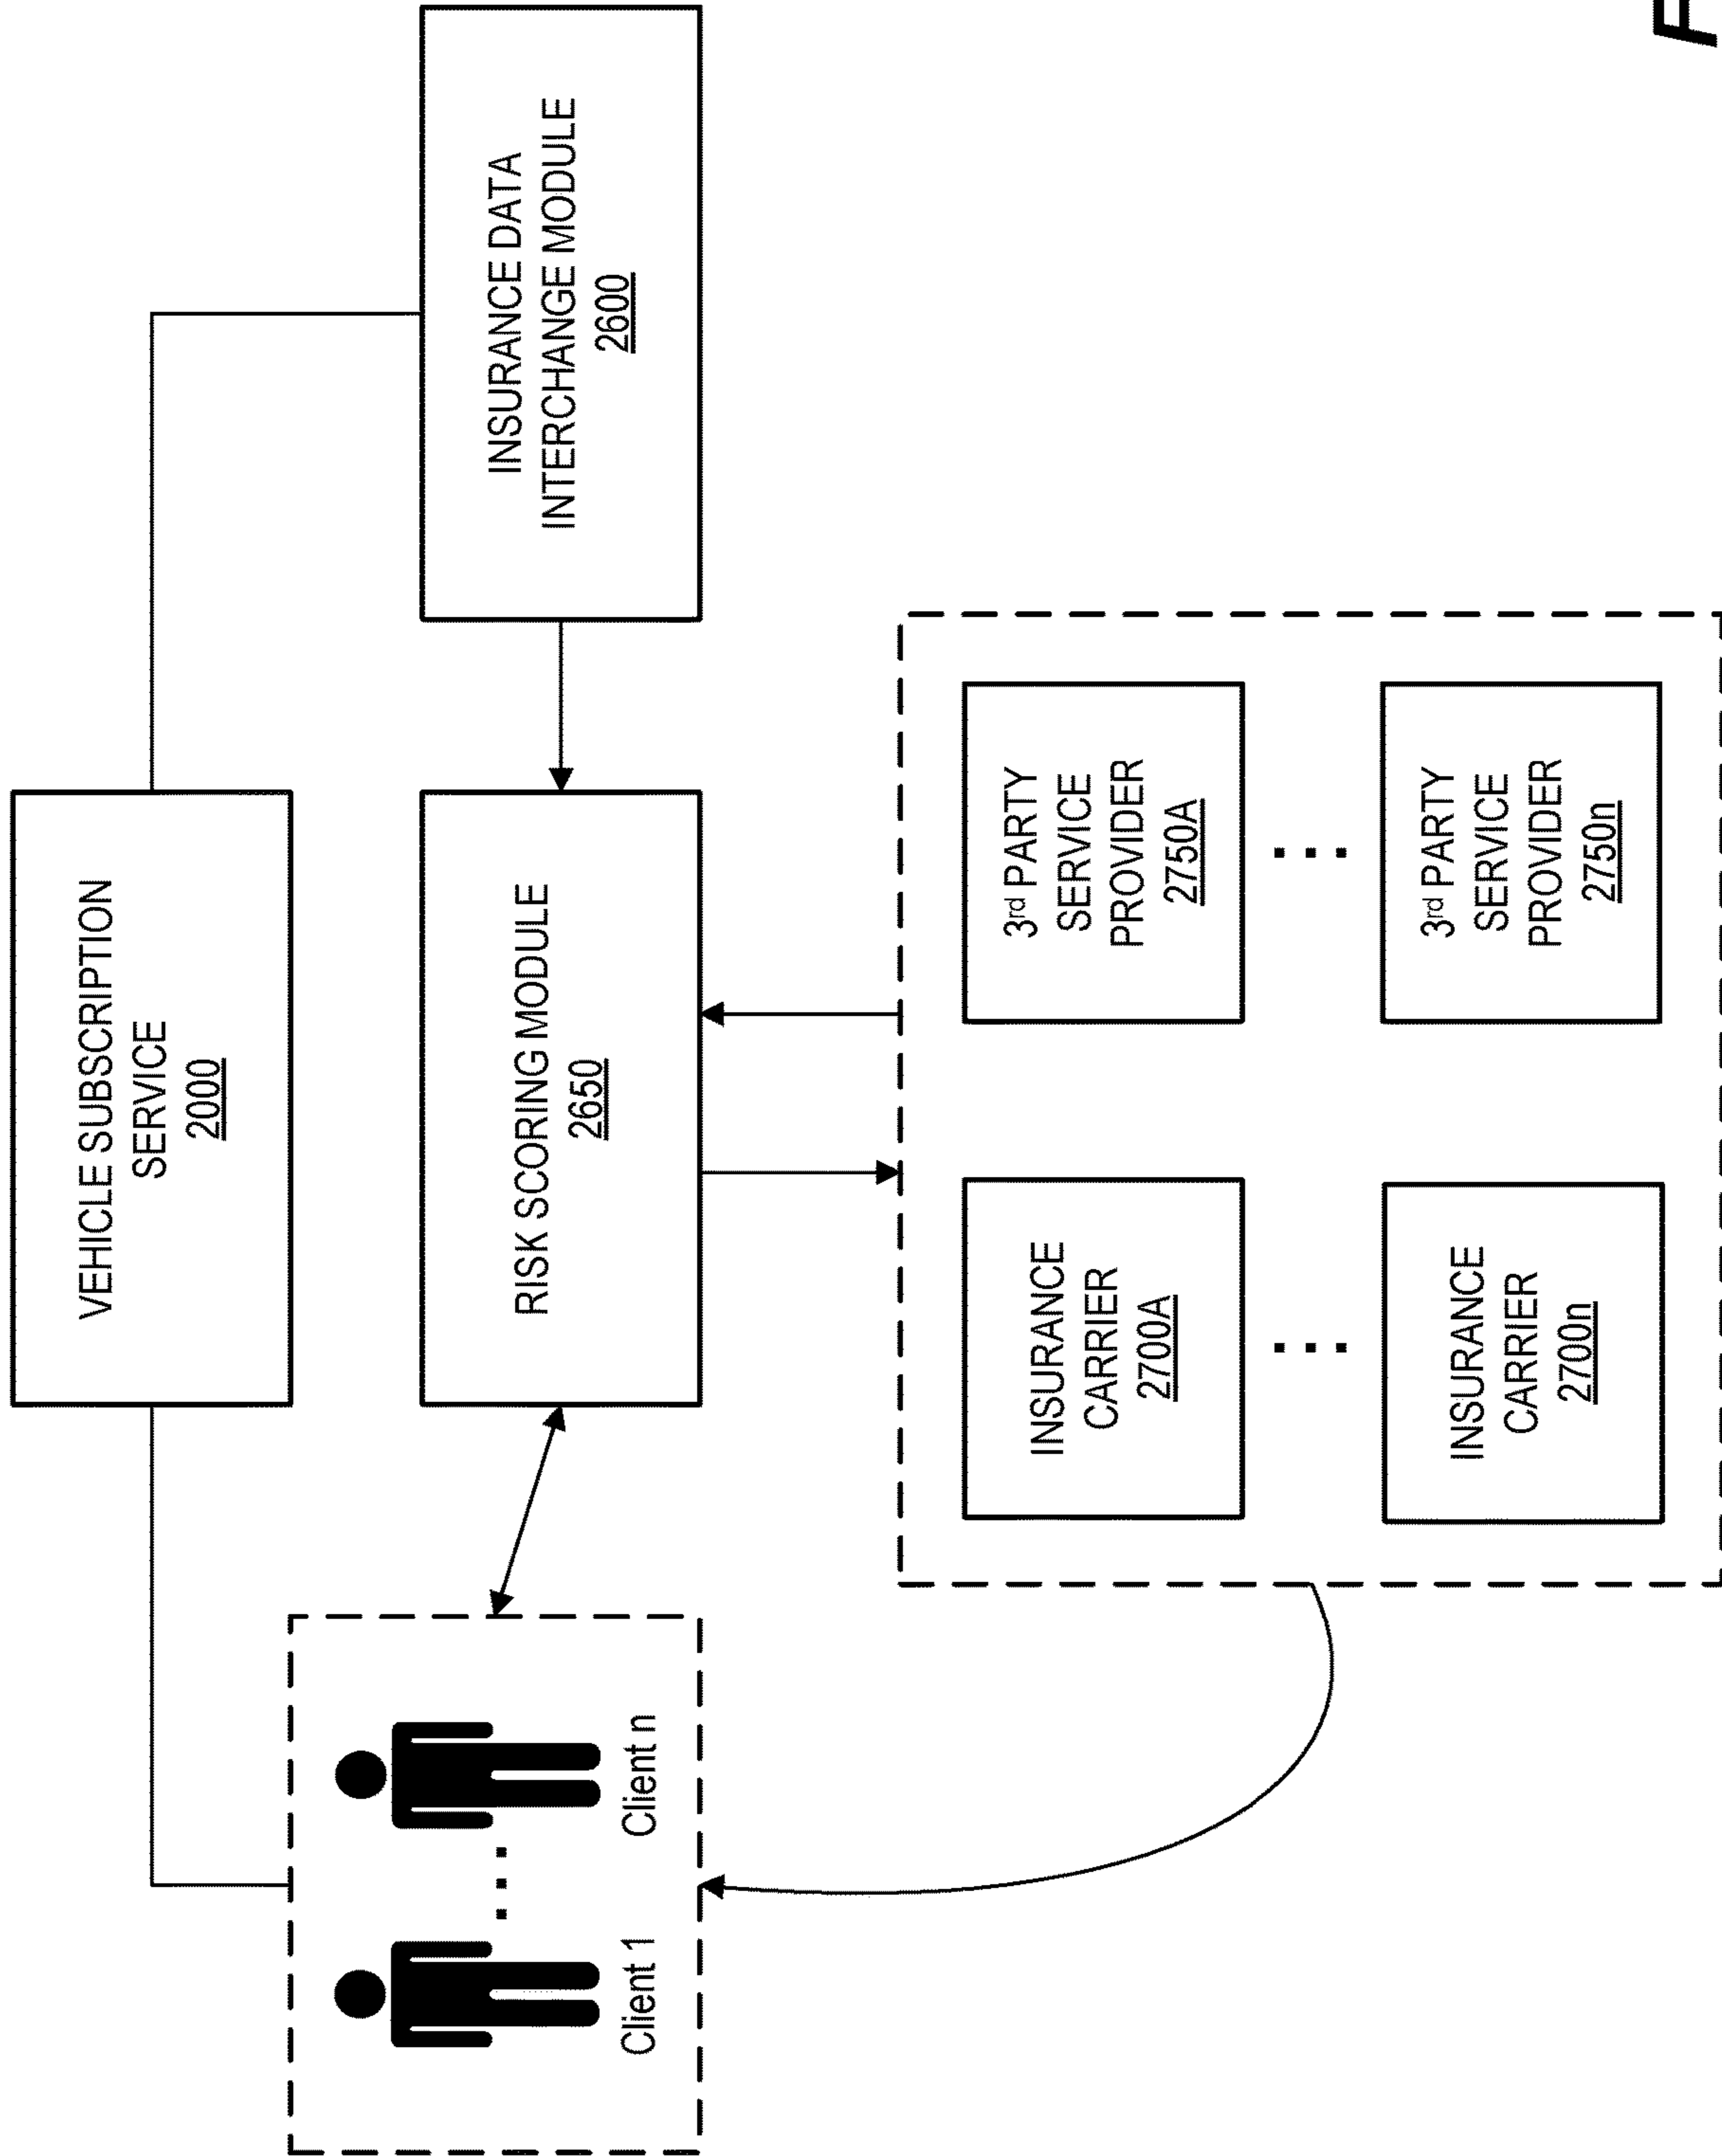 VEHICLE SUBSCRIPTION
SERVICE
2000
Client 1
Client n
RISK SCORING MODULE
2650
INSURANCE DATA
INTERCHANGE MODULE
2600
INSURANCE
CARRIER
2700A
3rd PARTY
SERVICE
PROVIDER
2750A
INSURANCE
CARRIER
2700n
3rd PARTY
SERVICE
PROVIDER
2750n